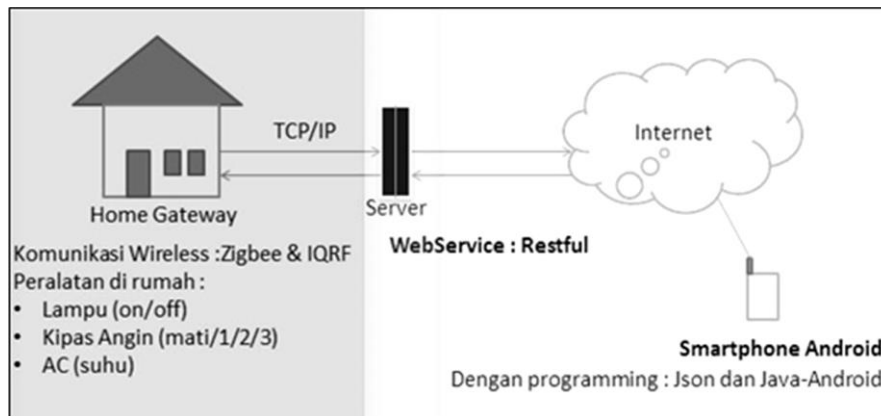 TCP/IP
Internet
Home Gateway
Server
Komunikasi Wireless :Zigbee & IQRF
Peralatan di rumah :
• Lampu (on/off)
• Kipas Angin (mati/1/2/3)
• AC (suhu)
WebService : Restful
Smartphone Android
Dengan programming : Json dan Java-Android